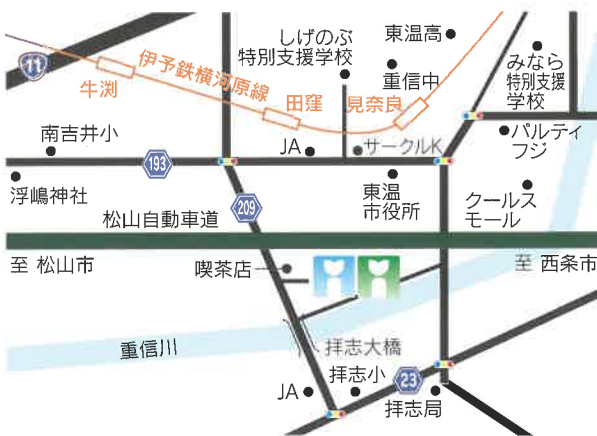 しげのぶ
特別支援学校
東温高
11
伊予鉄横河原線
重信中
みなら
特別支援
学校
牛渕
田窪
見奈良
南吉井小
JA
サークルK
パルティ
フジ
193
浮嶋神社
209
東温
市役所
クールス
モール
松山自動車道
至 松山市
喫茶店
至 西条市
重信川
拝志大橋
JA
拝志小
23
拝志局